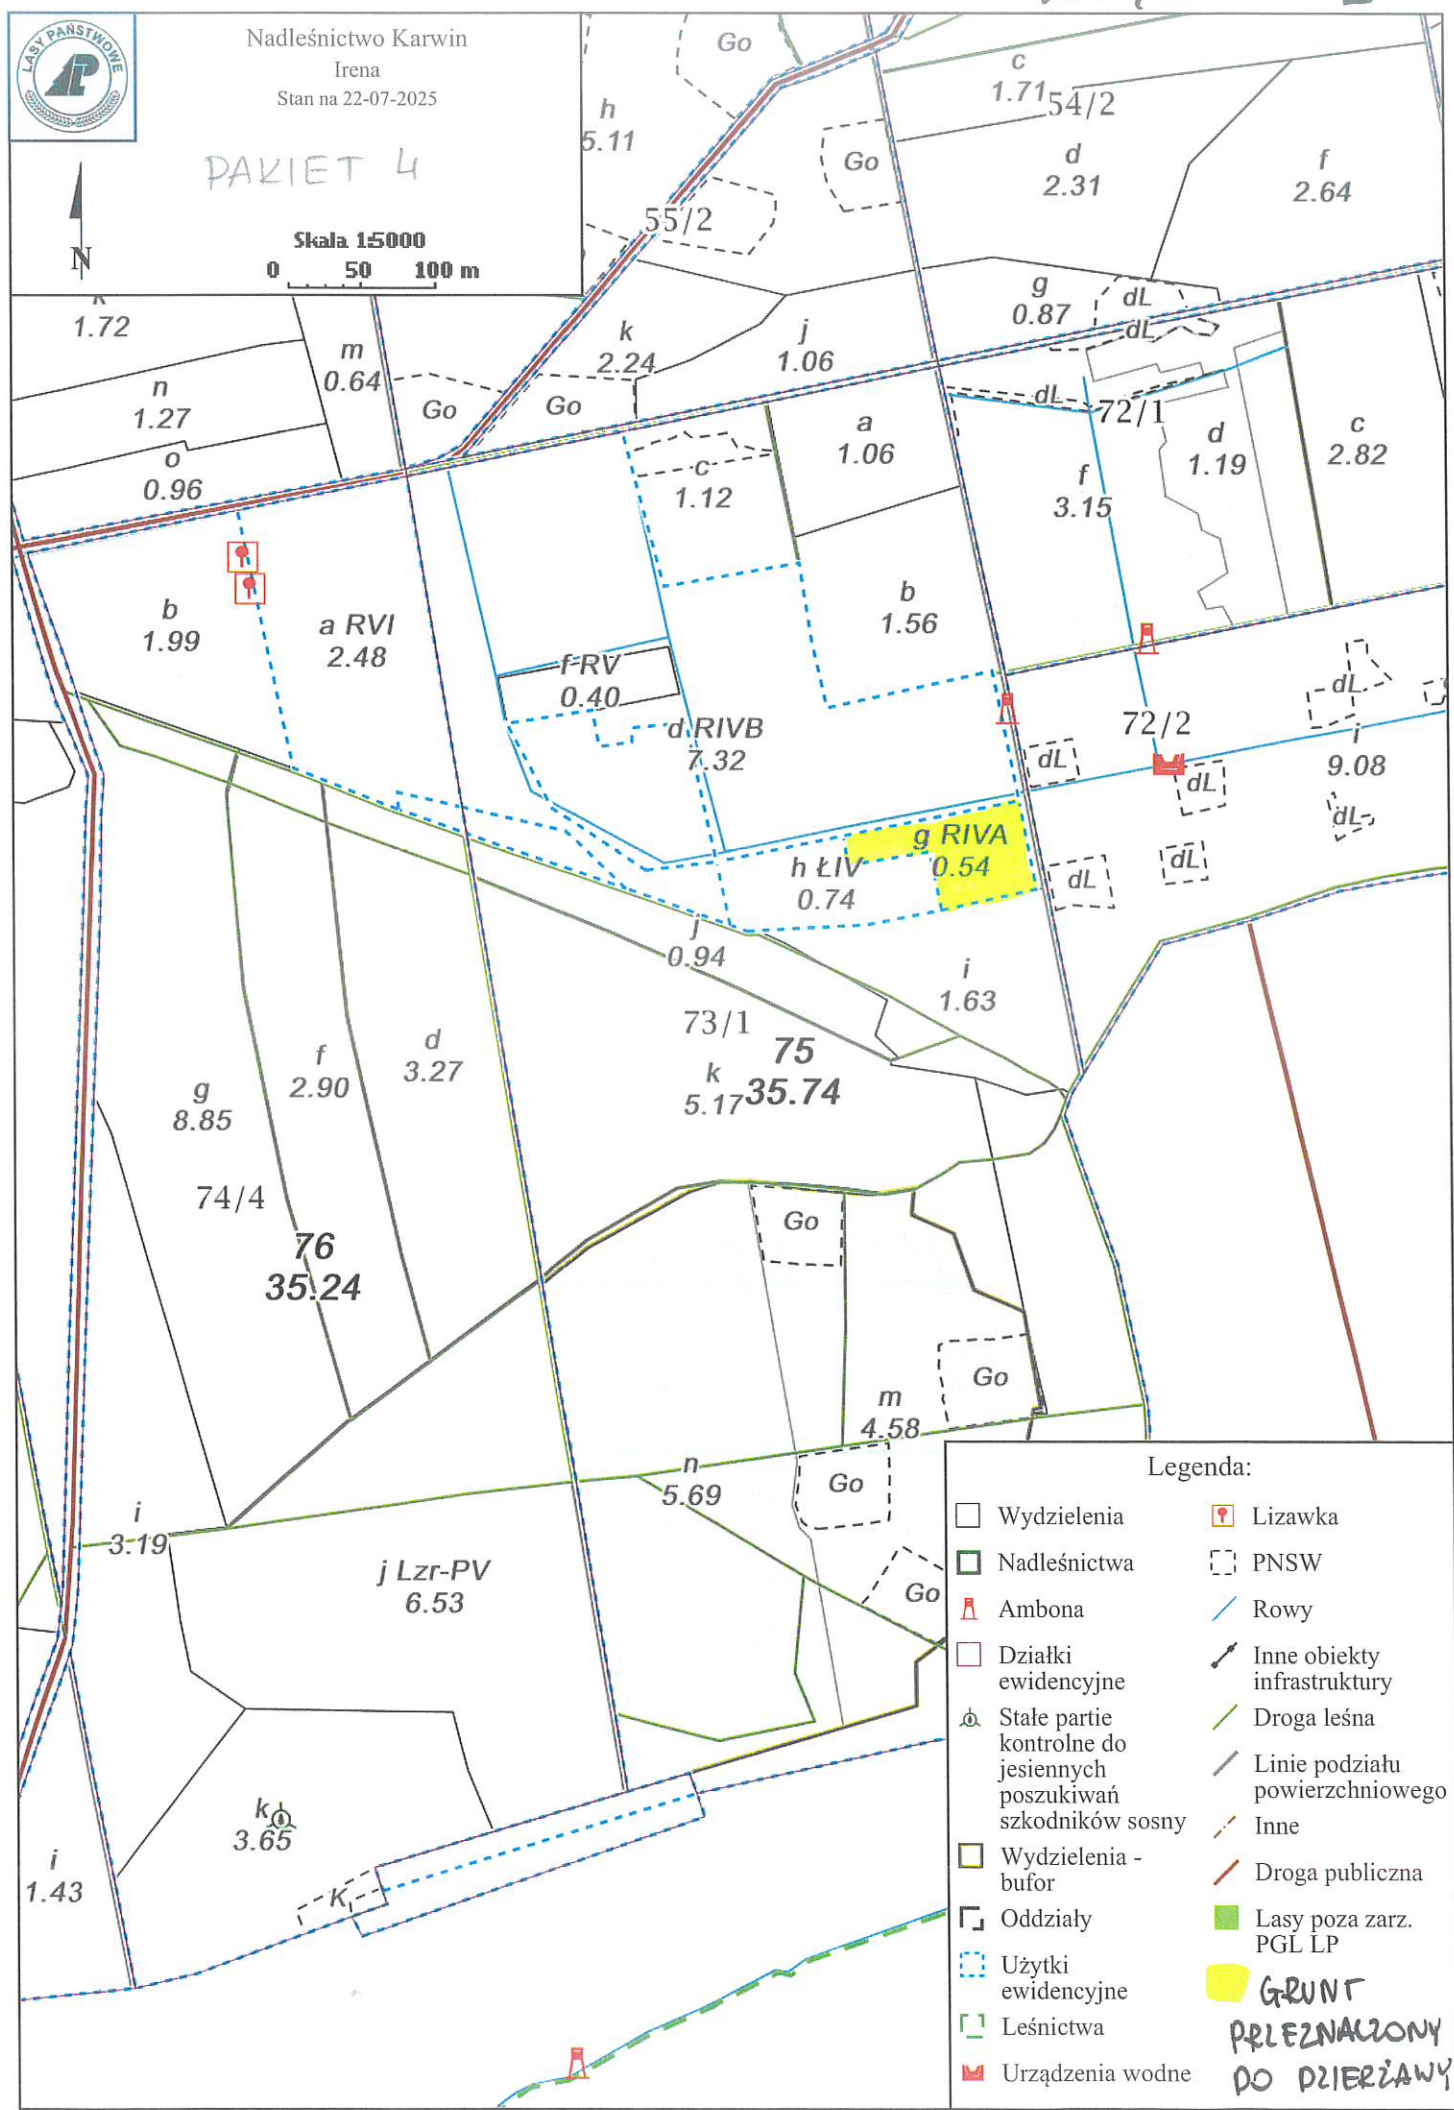 LASY PAŃSTWOWE
Nadleśnictwo Karwin
Irena
Stan na 22-07-2025
PAKIET 4
N
Skala 1:5000
0 50 100 m
Go
h
5.11
c
1.71
54/2
d
2.31
f
2.64
Go
55/2
g
0.87
dL
dL
k
2.24
j
1.06
1.72
m
0.64
n
1.27
o
0.96
Go
Go
a
1.06
c
1.12
dL
72/1
f
3.15
d
1.19
c
2.82
b
1.99
a RVI
2.48
b
1.56
f RV
0.40
d RIVB
7.32
dL
72/2
dL
dL
i
9.08
dL
g RIVA
0.54
h ŁIV
0.74
dL
dL
j
0.94
i
1.63
73/1
75
35.74
k
5.17
d
3.27
f
2.90
g
8.85
74/4
76
35.24
Go
Go
m
4.58
n
5.69
Go
Go
i
3.19
j Lzr-PV
6.53
k
3.65
i
1.43
K
Legenda:
Wydzielenia
Nadleśnictwa
Ambona
Działki
ewidencyjne
Stałe partie
kontrolne do
jesiennych
poszukiwań
szkodników sosny
Wydzielenia -
bufor
Oddziały
Użytki
ewidencyjne
Leśnictwa
Urządzenia wodne
Lizawka
PNSW
Rowy
Inne obiekty
infrastruktury
Droga leśna
Linie podziału
powierzchniowego
Inne
Droga publiczna
Lasy poza zarz.
PGL LP
GRUNT
PRZEZNACZONY
DO DZIERŻAWY